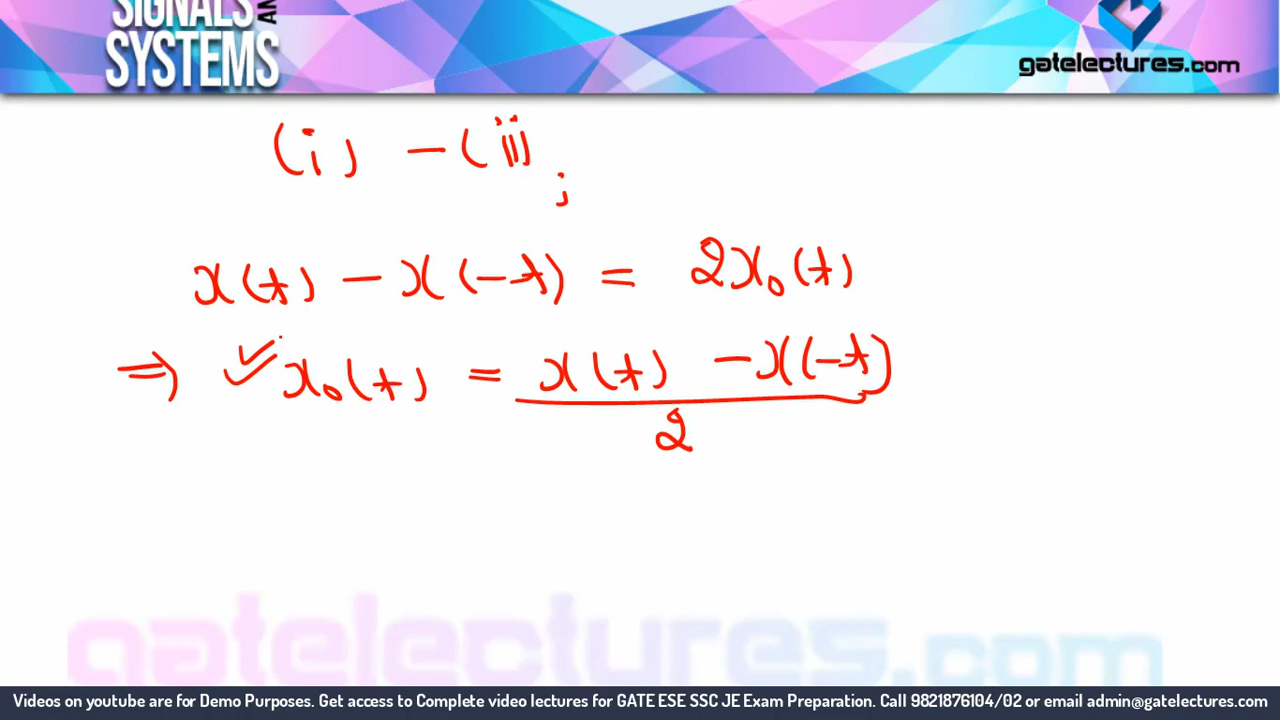 SIGNALS AND
SYSTEMS
gatelectures.com
(i) - (ii) ;
x(t) - x(-t) = 2x₀(t)
⇒ ✓ x₀(t) = x(t) - x(-t)
2
gatelectures.com
Videos on youtube are for Demo Purposes. Get access to Complete video lectures for GATE ESE SSC JE Exam Preparation. Call 9821876104/02 or email admin@gatelectures.com